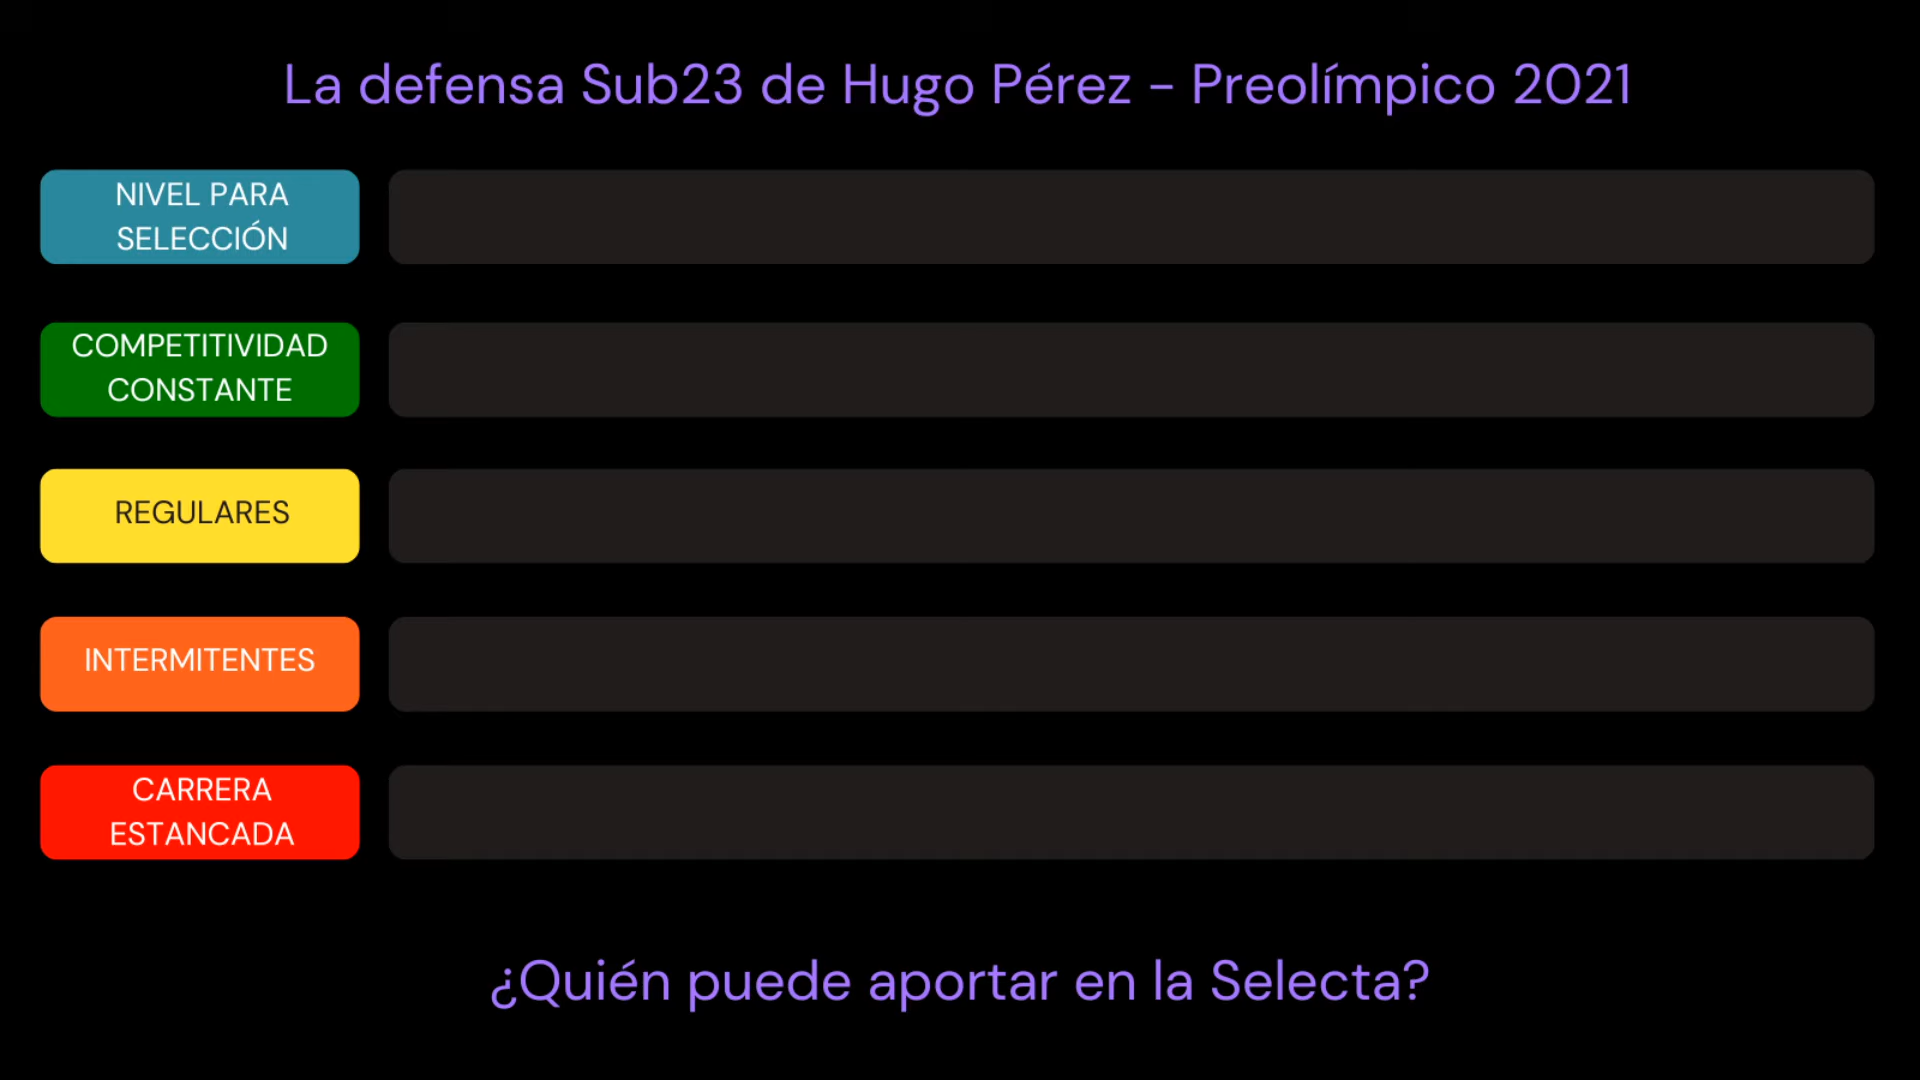 La defensa Sub23 de Hugo Pérez - Preolímpico 2021
NIVEL PARA
SELECCIÓN
COMPETITIVIDAD
CONSTANTE
REGULARES
INTERMITENTES
CARRERA
ESTANCADA
¿Quién puede aportar en la Selecta?